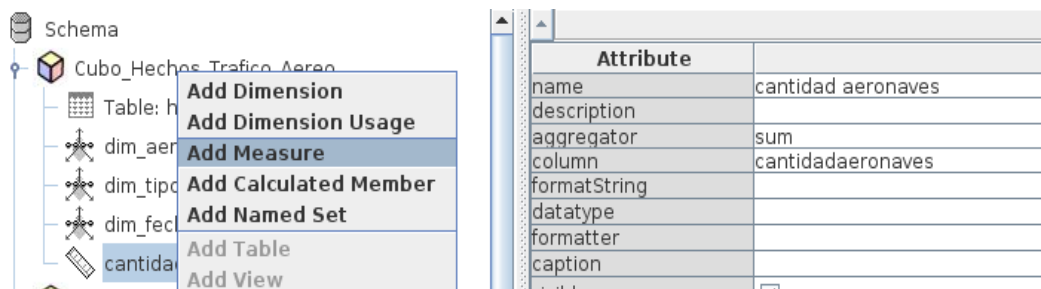 Schema
Cubo_Hechos_Trafico_Aereo
Table: h
dim_aer
dim_tipo
dim_fech
cantidad
Add Dimension
Add Dimension Usage
Add Measure
Add Calculated Member
Add Named Set
Add Table
Add View
Attribute
name cantidad aeronaves
description
aggregator sum
column cantidadaeronaves
formatString
datatype
formatter
caption